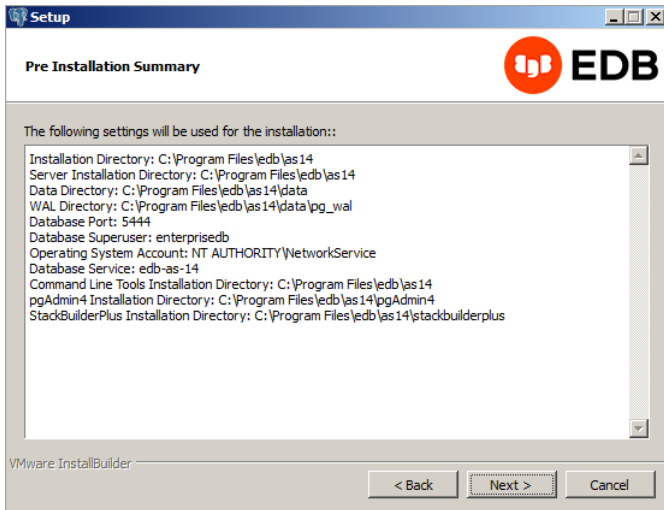 Setup
Pre Installation Summary
EDB
The following settings will be used for the installation::
Installation Directory: C:\Program Files\edb\as14
Server Installation Directory: C:\Program Files\edb\as14
Data Directory: C:\Program Files\edb\as14\data
WAL Directory: C:\Program Files\edb\as14\data\pg_wal
Database Port: 5444
Database Superuser: enterprisedb
Operating System Account: NT AUTHORITY\NetworkService
Database Service: edb-as-14
Command Line Tools Installation Directory: C:\Program Files\edb\as14
pgAdmin4 Installation Directory: C:\Program Files\edb\as14\pgAdmin4
StackBuilderPlus Installation Directory: C:\Program Files\edb\as14\stackbuilderplus
VMware InstallBuilder
< Back
Next >
Cancel